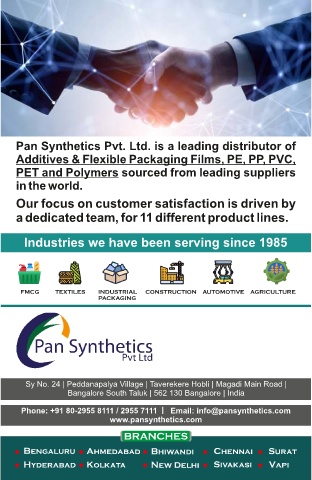 Pan Synthetics Pvt. Ltd. is a leading distributor of
Additives & Flexible Packaging Films, PE, PP, PVC,
PET and Polymers sourced from leading suppliers
in the world.
Our focus on customer satisfaction is driven by
a dedicated team, for 11 different product lines.
Industries we have been serving since 1985
FMCG TEXTILES INDUSTRIAL PACKAGING CONSTRUCTION AUTOMOTIVE AGRICULTURE
Pan Synthetics
Pvt Ltd
Sy No. 24 | Peddanapalya Village | Taverekere Hobli | Magadi Main Road |
Bangalore South Taluk | 562 130 Bangalore | India
Phone: +91 80-2955 8111 / 2955 7111 | Email: info@pansynthetics.com
www.pansynthetics.com
BRANCHES
BENGALURU AHMEDABAD BHIWANDI CHENNAI SURAT
HYDERABAD KOLKATA NEW DELHI SIVAKASI VAPI